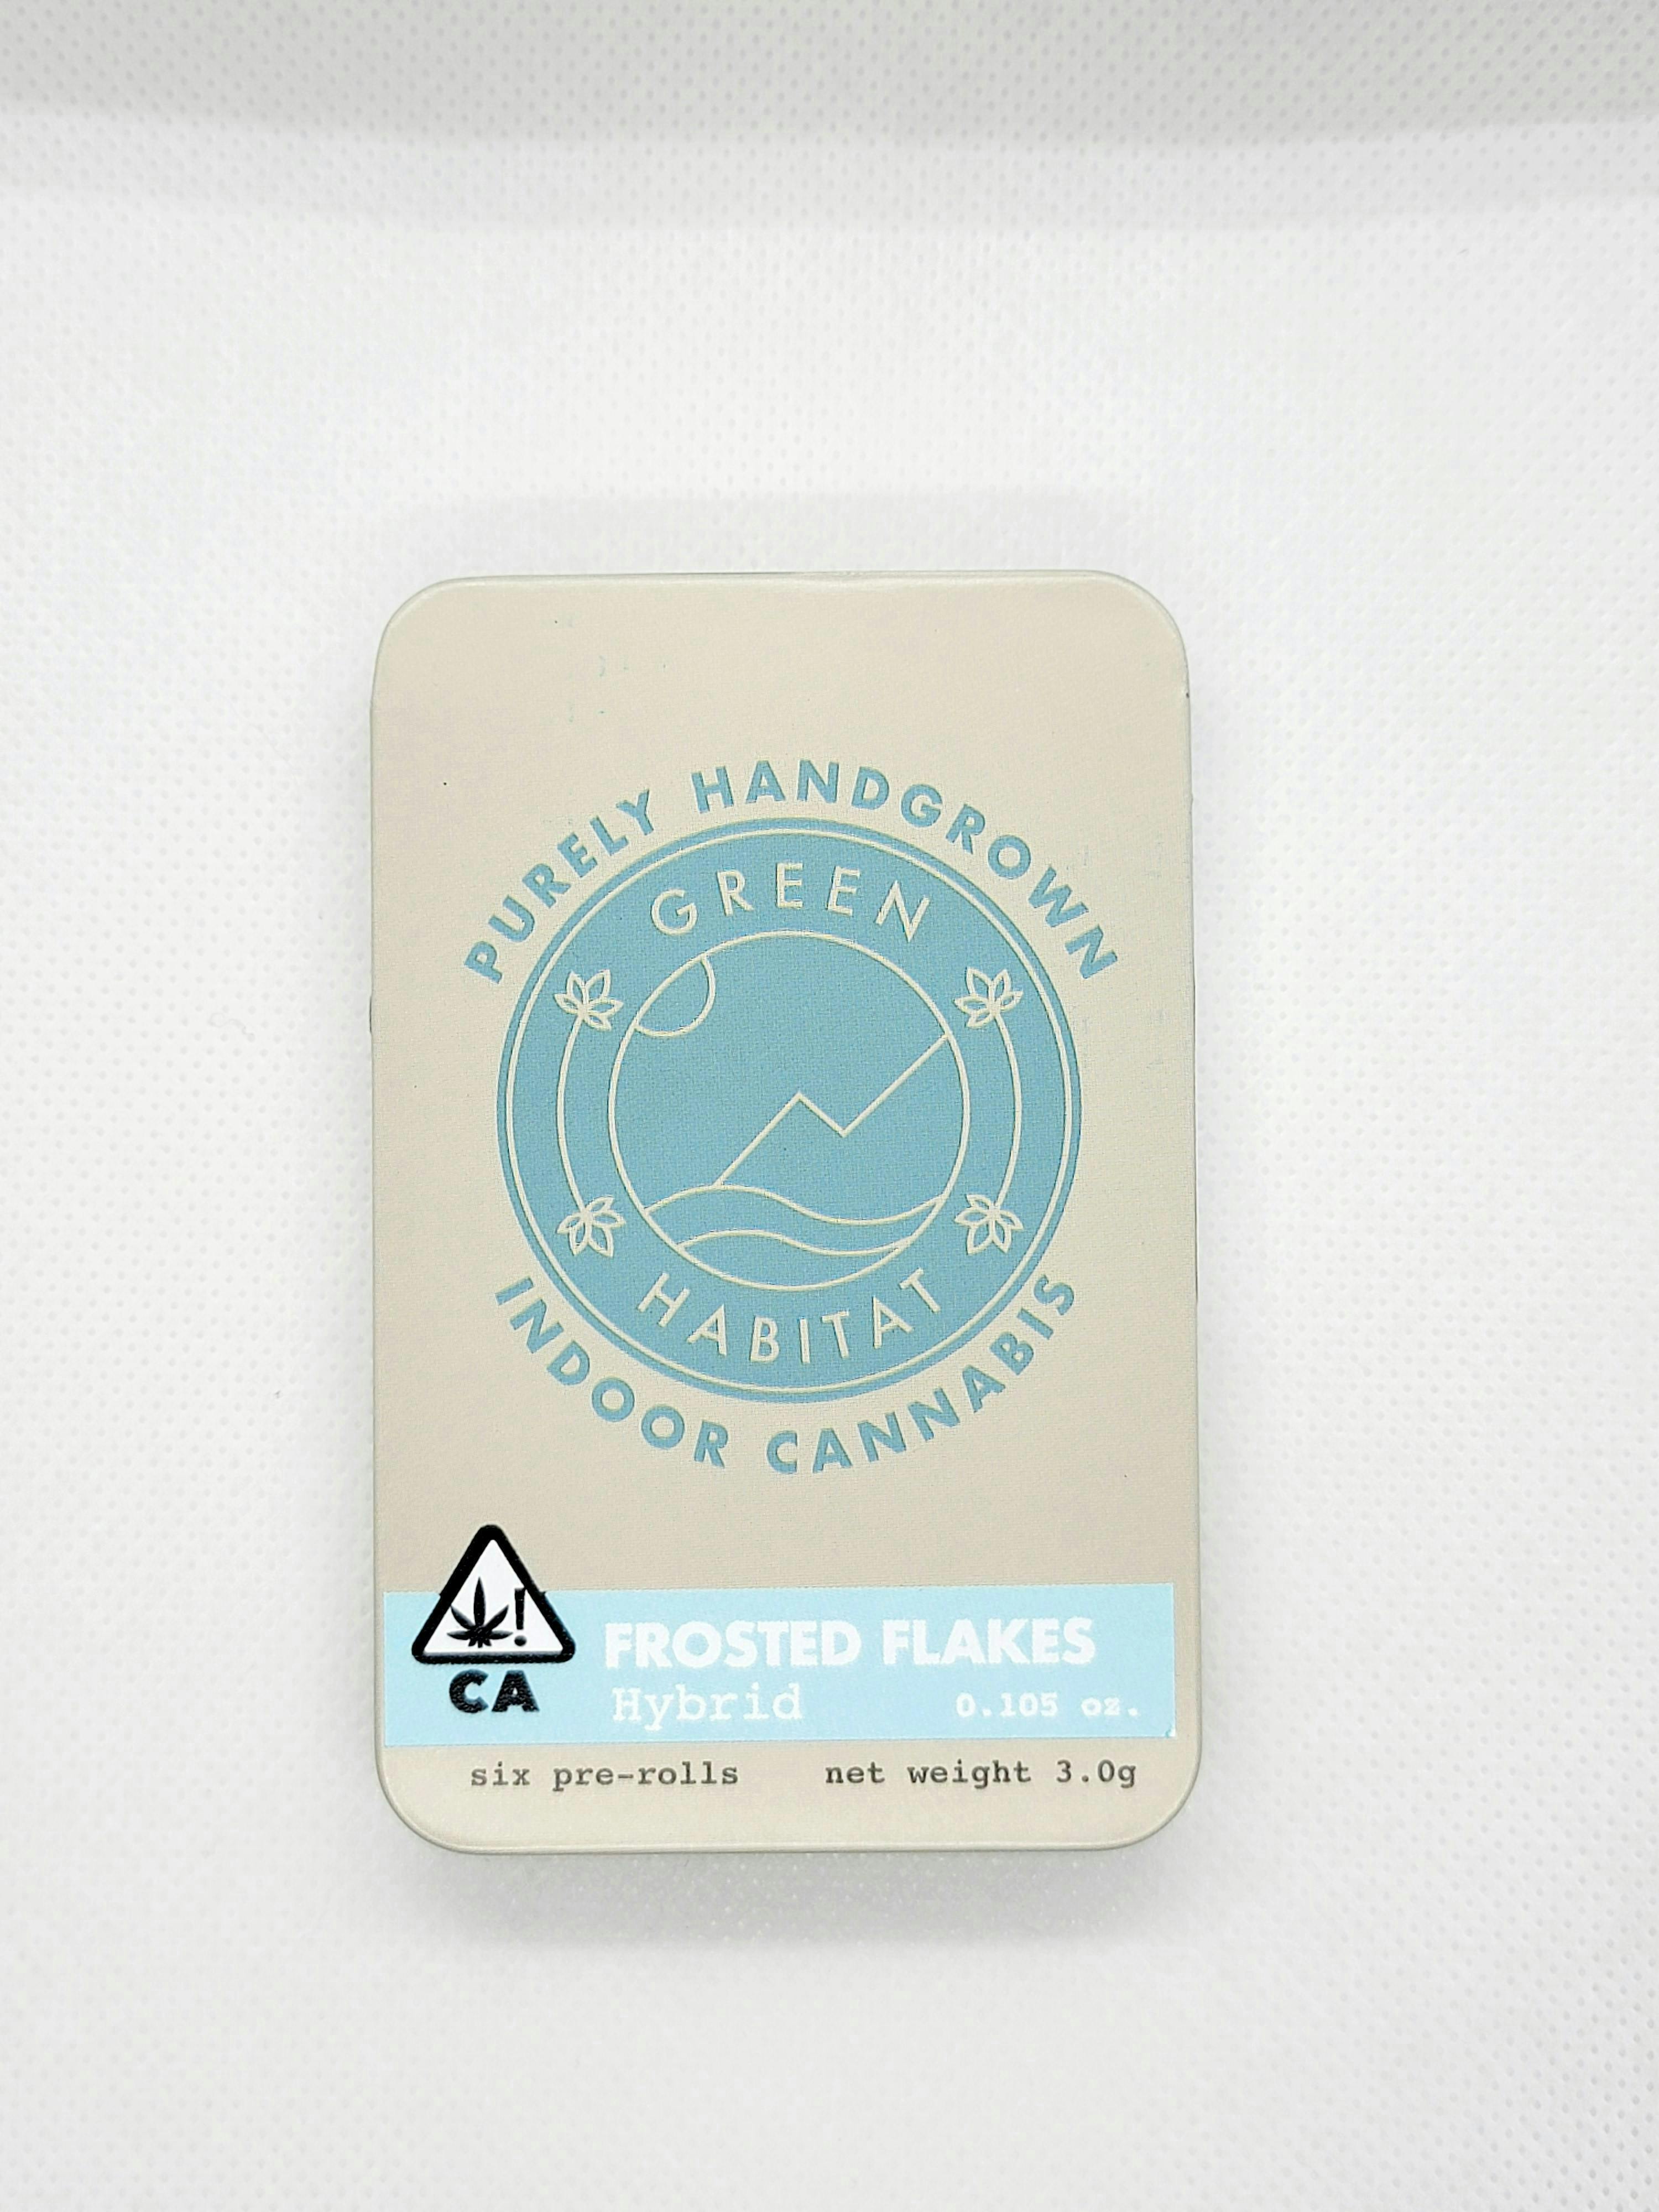 PURELY HANDGROWN
GREEN
HABITAT
INDOOR CANNABIS
!
CA
FROSTED FLAKES
Hybrid 0.105 oz.
six pre-rolls net weight 3.0g